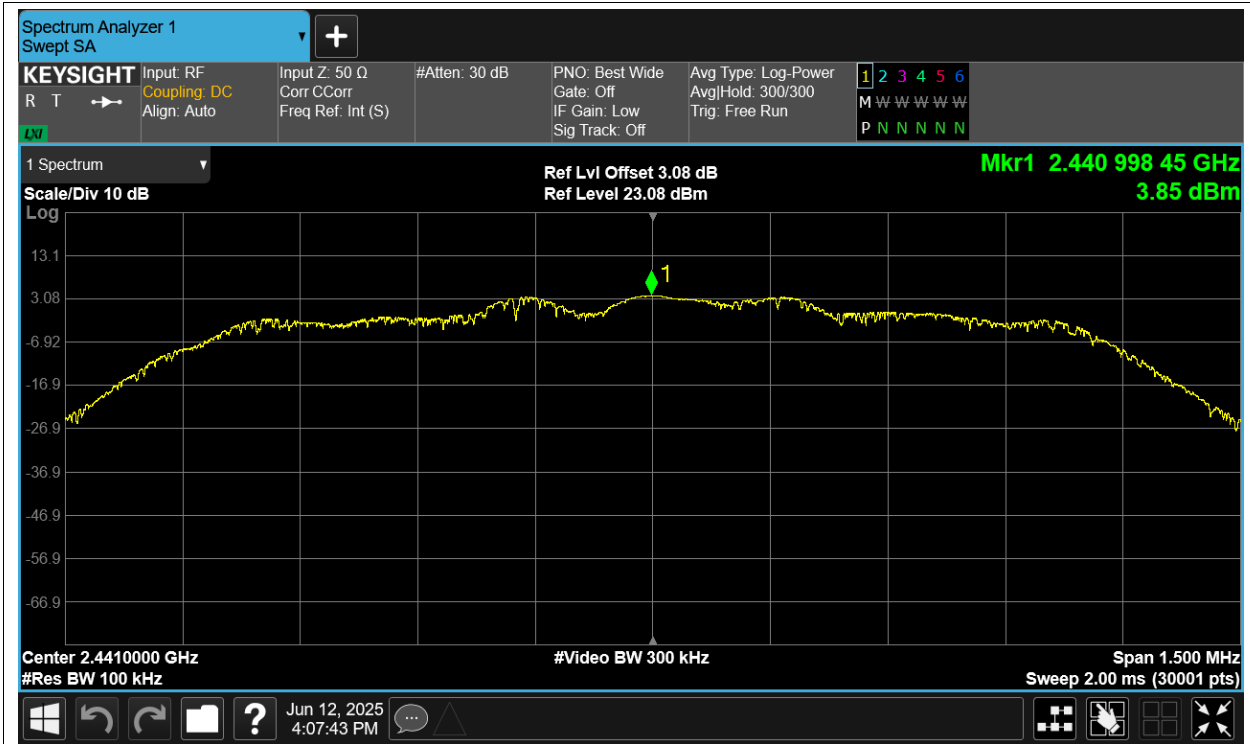 Spectrum Analyzer 1
Swept SA
KEYSIGHT
R T
LXI
Input: RF
Coupling: DC
Align: Auto
Input Z: 50 Ω
Corr CCorr
Freq Ref: Int (S)
#Atten: 30 dB
PNO: Best Wide
Gate: Off
IF Gain: Low
Sig Track: Off
Avg Type: Log-Power
Avg|Hold: 300/300
Trig: Free Run
1 2 3 4 5 6
M W W W W W
P N N N N N
1 Spectrum
Scale/Div 10 dB
Log
Ref Lvl Offset 3.08 dB
Ref Level 23.08 dBm
Mkr1 2.440 998 45 GHz
3.85 dBm
13.1
3.08
-6.92
-16.9
-26.9
-36.9
-46.9
-56.9
-66.9
1
Center 2.4410000 GHz
#Res BW 100 kHz
#Video BW 300 kHz
Span 1.500 MHz
Sweep 2.00 ms (30001 pts)
?
Jun 12, 2025
4:07:43 PM